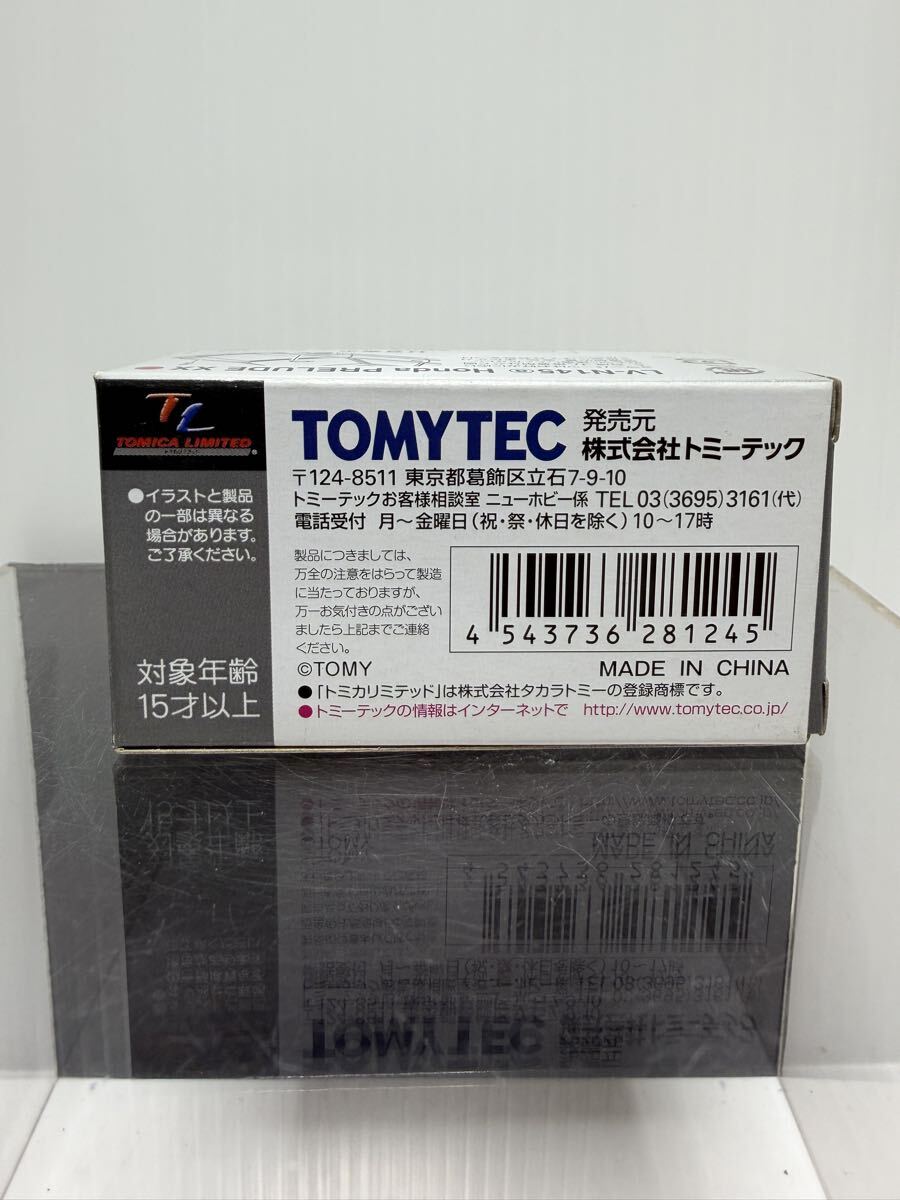 LV-N145ⓐ Honda PRELUDE XX
TL
TOMICA LIMITED
®
●イラストと製品
の一部は異なる
場合があります。
ご了承ください。
対象年齢
15才以上
TOMYTEC
発売元
株式会社トミーテック
〒124-8511 東京都葛飾区立石7-9-10
トミーテックお客様相談室 ニューホビー係 TEL 03(3695)3161(代)
電話受付 月〜金曜日(祝・祭・休日を除く)10〜17時
製品につきましては、
万全の注意をはらって製造
に当たっておりますが、
万一お気付きの点がござい
ましたら上記までご連絡
ください。
4 543736 281245
©TOMY
MADE IN CHINA
●「トミカリミテッド」は株式会社タカラトミーの登録商標です。
●トミーテックの情報はインターネットで http://www.tomytec.co.jp/